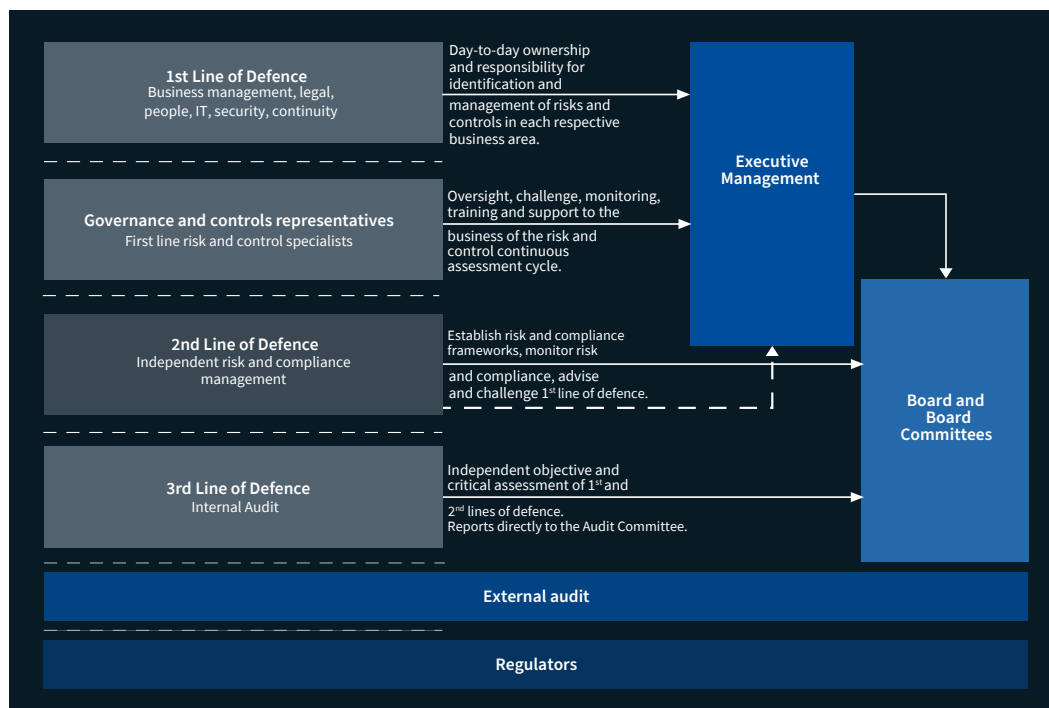 1st Line of Defence
Business management, legal,
people, IT, security, continuity
Day-to-day ownership
and responsibility for
identification and
management of risks and
controls in each respective
business area.
Executive
Management
Governance and controls representatives
First line risk and control specialists
Oversight, challenge, monitoring,
training and support to the
business of the risk and
control continuous
assessment cycle.
2nd Line of Defence
Independent risk and compliance
management
Establish risk and compliance
frameworks, monitor risk
and compliance, advise
and challenge 1st line of defence.
Board and
Board
Committees
3rd Line of Defence
Internal Audit
Independent objective and
critical assessment of 1st and
2nd lines of defence.
Reports directly to the Audit Committee.
External audit
Regulators